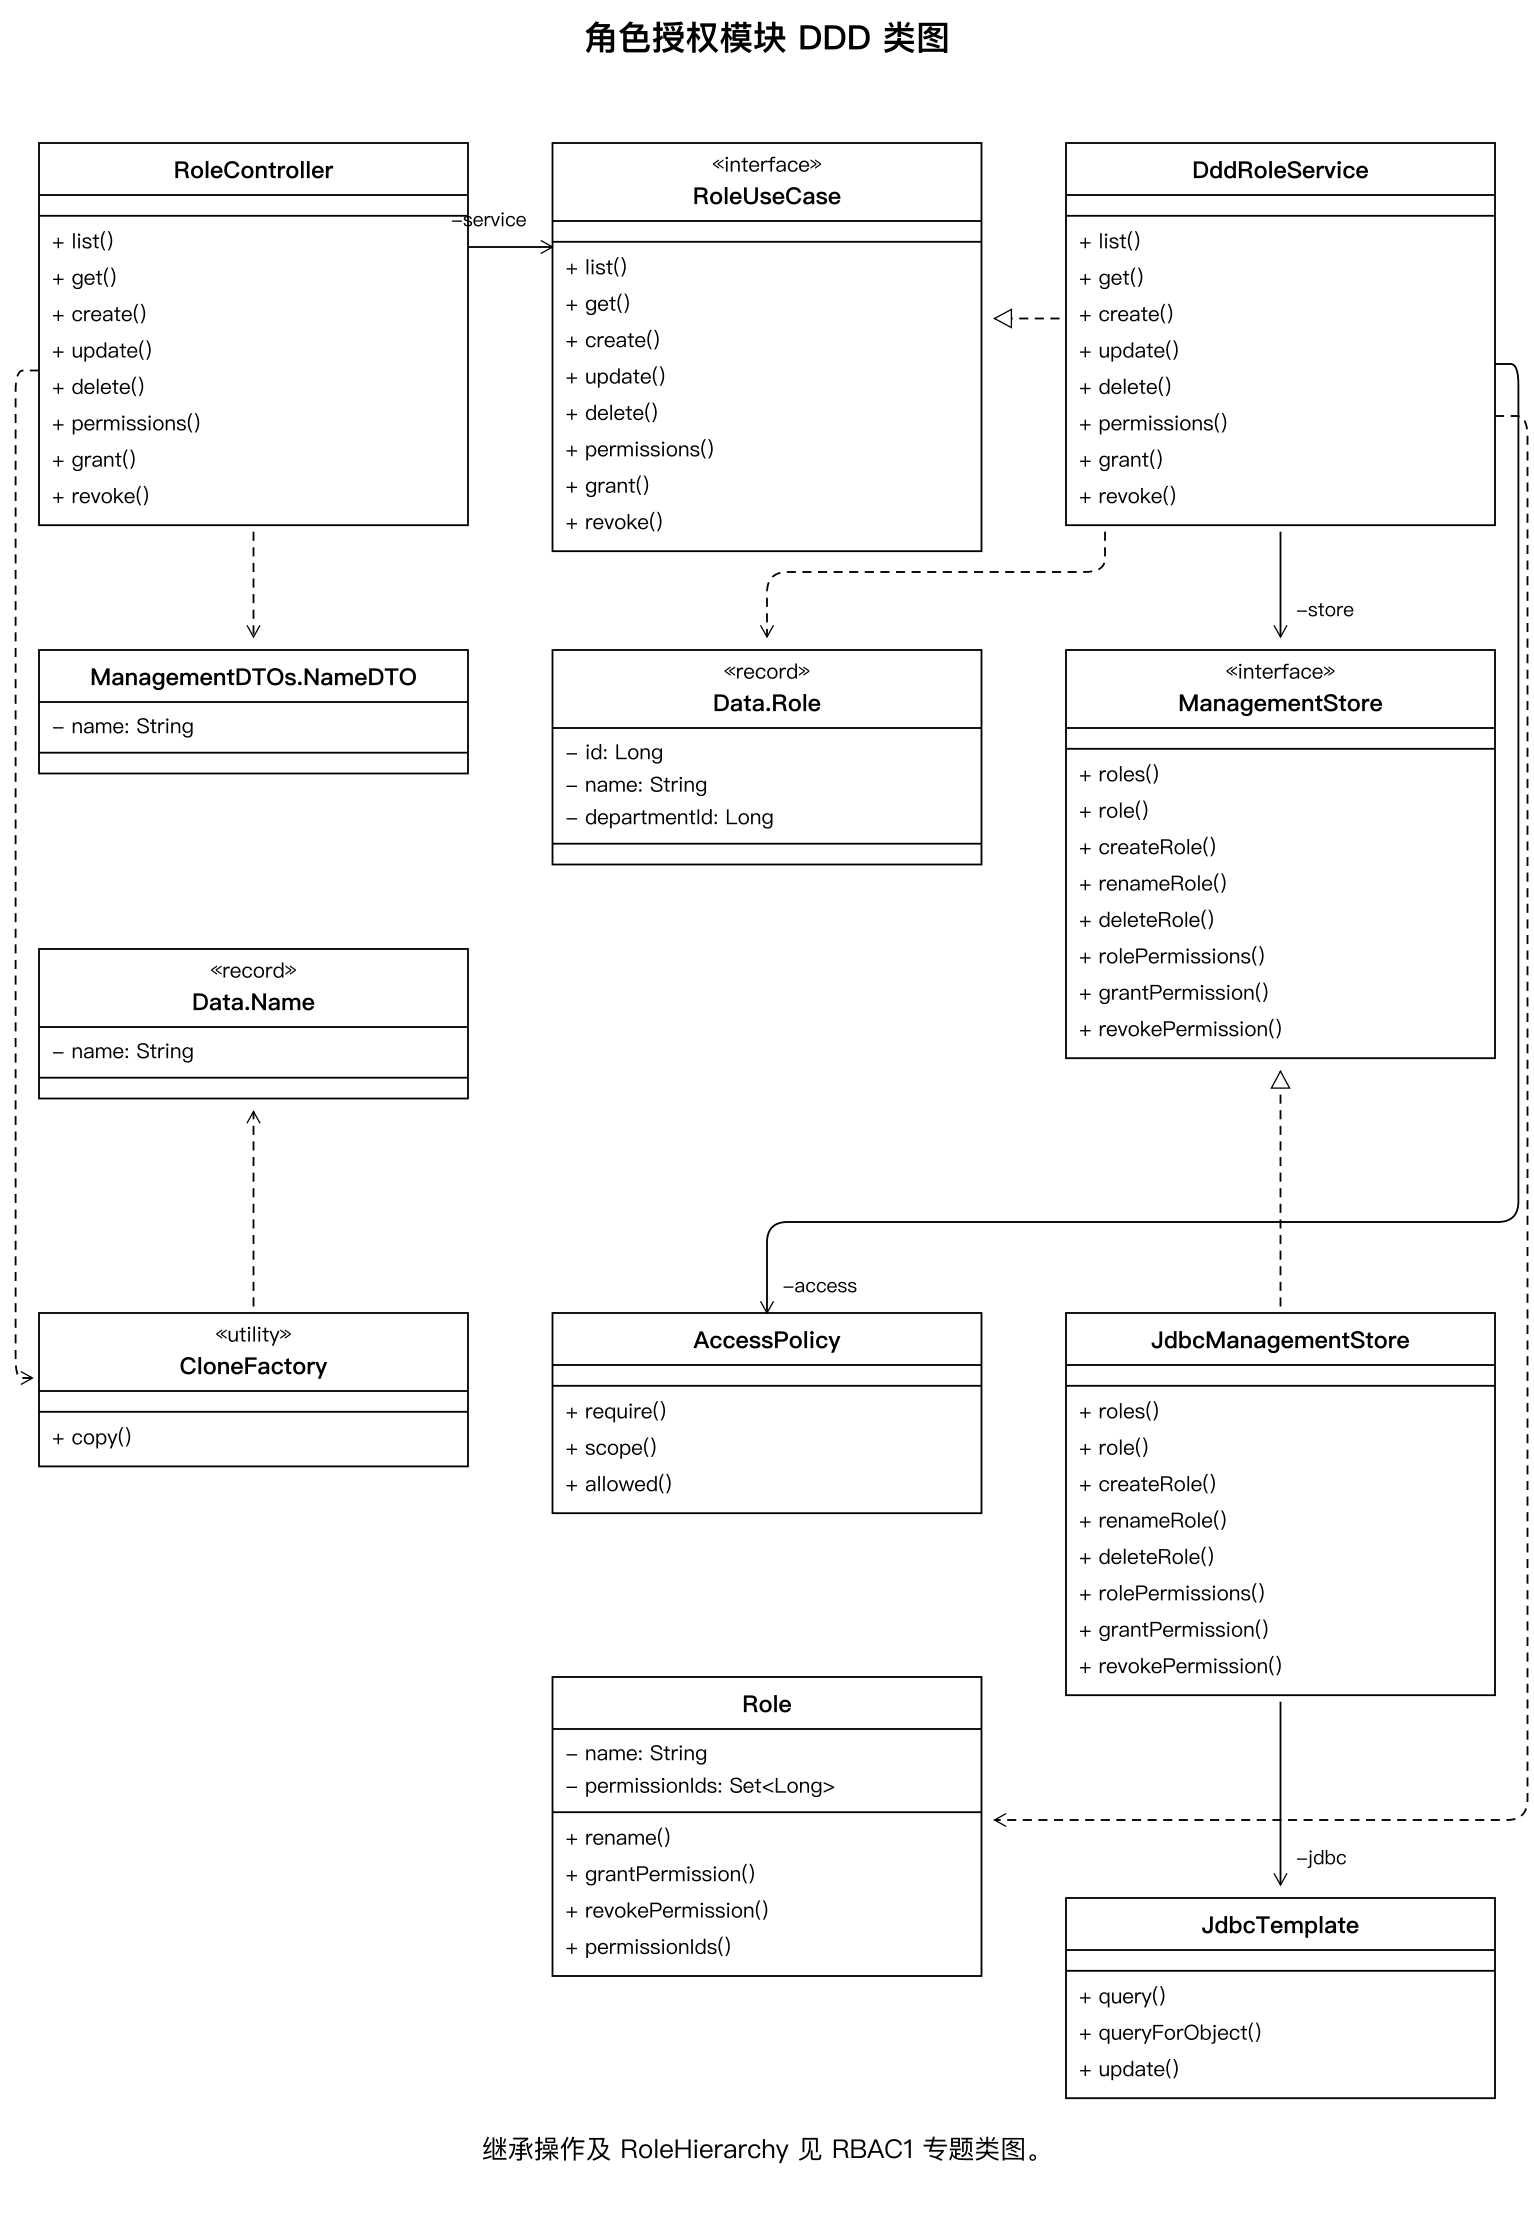 角色授权模块 DDD 类图
RoleController
+ list()
+ get()
+ create()
+ update()
+ delete()
+ permissions()
+ grant()
+ revoke()
–service
«interface»
RoleUseCase
+ list()
+ get()
+ create()
+ update()
+ delete()
+ permissions()
+ grant()
+ revoke()
DddRoleService
+ list()
+ get()
+ create()
+ update()
+ delete()
+ permissions()
+ grant()
+ revoke()
–store
ManagementDTOs.NameDTO
– name: String
«record»
Data.Role
– id: Long
– name: String
– departmentId: Long
«interface»
ManagementStore
+ roles()
+ role()
+ createRole()
+ renameRole()
+ deleteRole()
+ rolePermissions()
+ grantPermission()
+ revokePermission()
«record»
Data.Name
– name: String
–access
«utility»
CloneFactory
+ copy()
AccessPolicy
+ require()
+ scope()
+ allowed()
JdbcManagementStore
+ roles()
+ role()
+ createRole()
+ renameRole()
+ deleteRole()
+ rolePermissions()
+ grantPermission()
+ revokePermission()
Role
– name: String
– permissionIds: Set<Long>
+ rename()
+ grantPermission()
+ revokePermission()
+ permissionIds()
–jdbc
JdbcTemplate
+ query()
+ queryForObject()
+ update()
继承操作及 RoleHierarchy 见 RBAC1 专题类图。